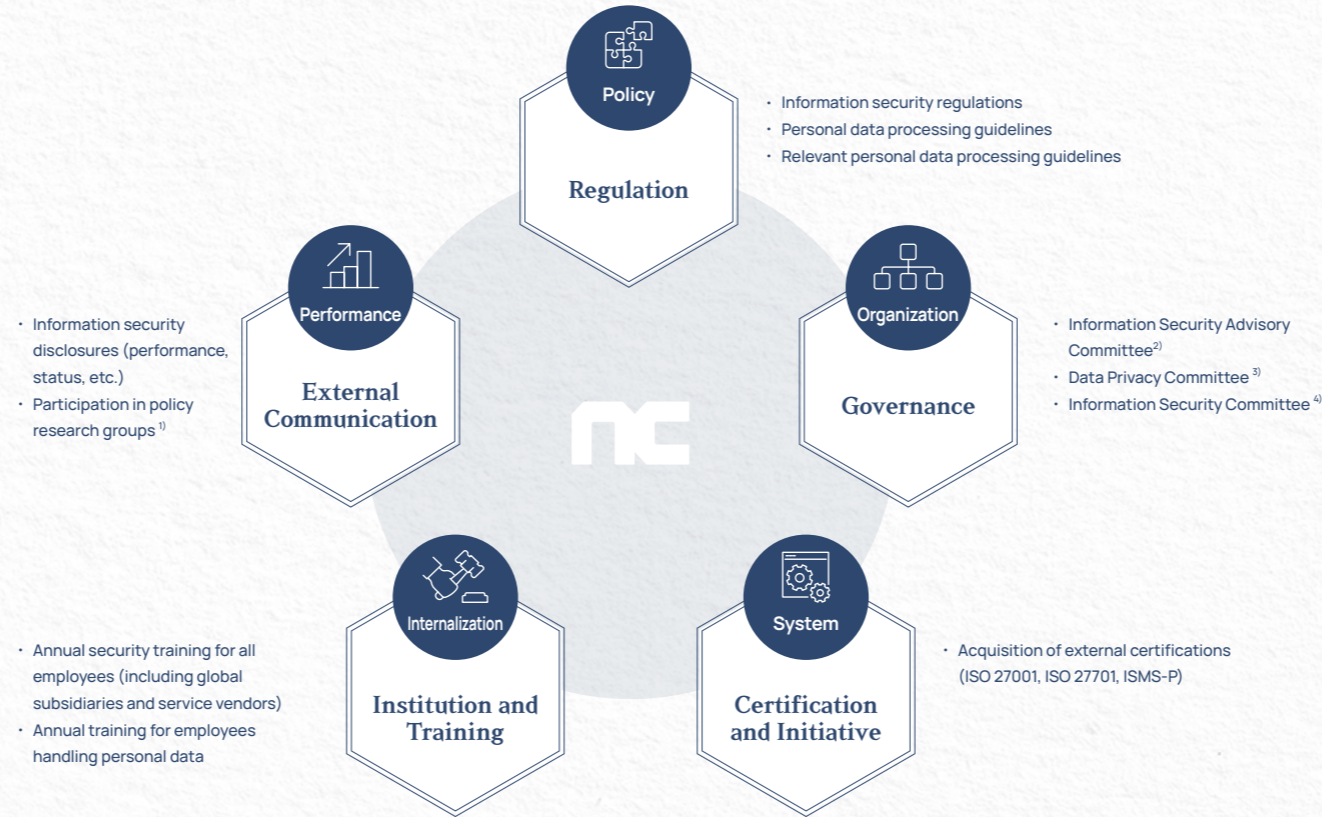 Policy
Regulation
· Information security regulations
· Personal data processing guidelines
· Relevant personal data processing guidelines
Performance
External
Communication
· Information security
disclosures (performance,
status, etc.)
· Participation in policy
research groups 1)
Organization
Governance
· Information Security Advisory
Committee2)
· Data Privacy Committee 3)
· Information Security Committee 4)
nc
Internalization
Institution and
Training
· Annual security training for all
employees (including global
subsidiaries and service vendors)
· Annual training for employees
handling personal data
System
Certification
and Initiative
· Acquisition of external certifications
(ISO 27001, ISO 27701, ISMS-P)